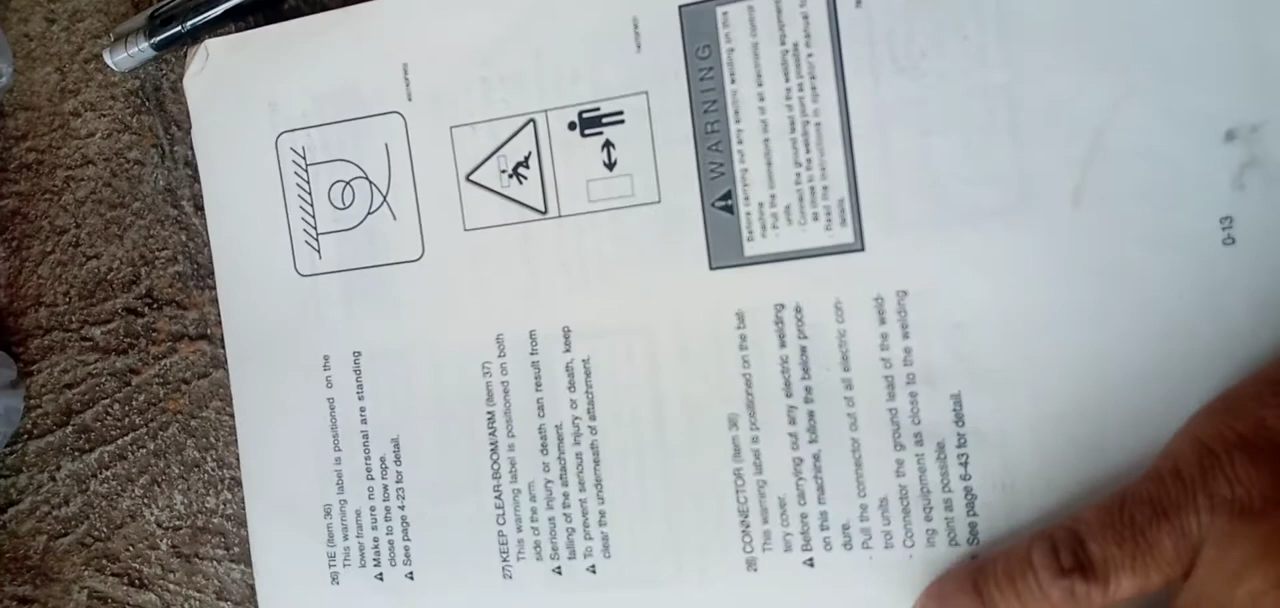 26) TIE (item 36)
This warning label is positioned on the
lower frame.
▲ Make sure no personal are standing
close to the tow rope.
▲ See page 4-23 for detail.
27) KEEP CLEAR-BOOM/ARM (item 37)
This warning label is positioned on both
side of the arm.
▲ Serious injury or death can result from
falling of the attachment.
▲ To prevent serious injury or death, keep
clear the underneath of attachment.
28) CONNECTOR (item 38)
This warning label is positioned on the bat-
tery cover.
▲ Before carrying out any electric welding
on this machine, follow the below proce-
dure.
- Pull the connector out of all electric con-
trol units.
- Connector the ground lead of the weld-
ing equipment as close to the welding
point as possible.
See page 6-43 for detail.
WARNING
Before carrying out any electric welding on this
machine
- Pull the connectors out of all electronic control
units.
- Connect the ground lead of the welding equipment
as close to the welding point as possible.
- Read the instructions in operator's manual for
details.
0-13